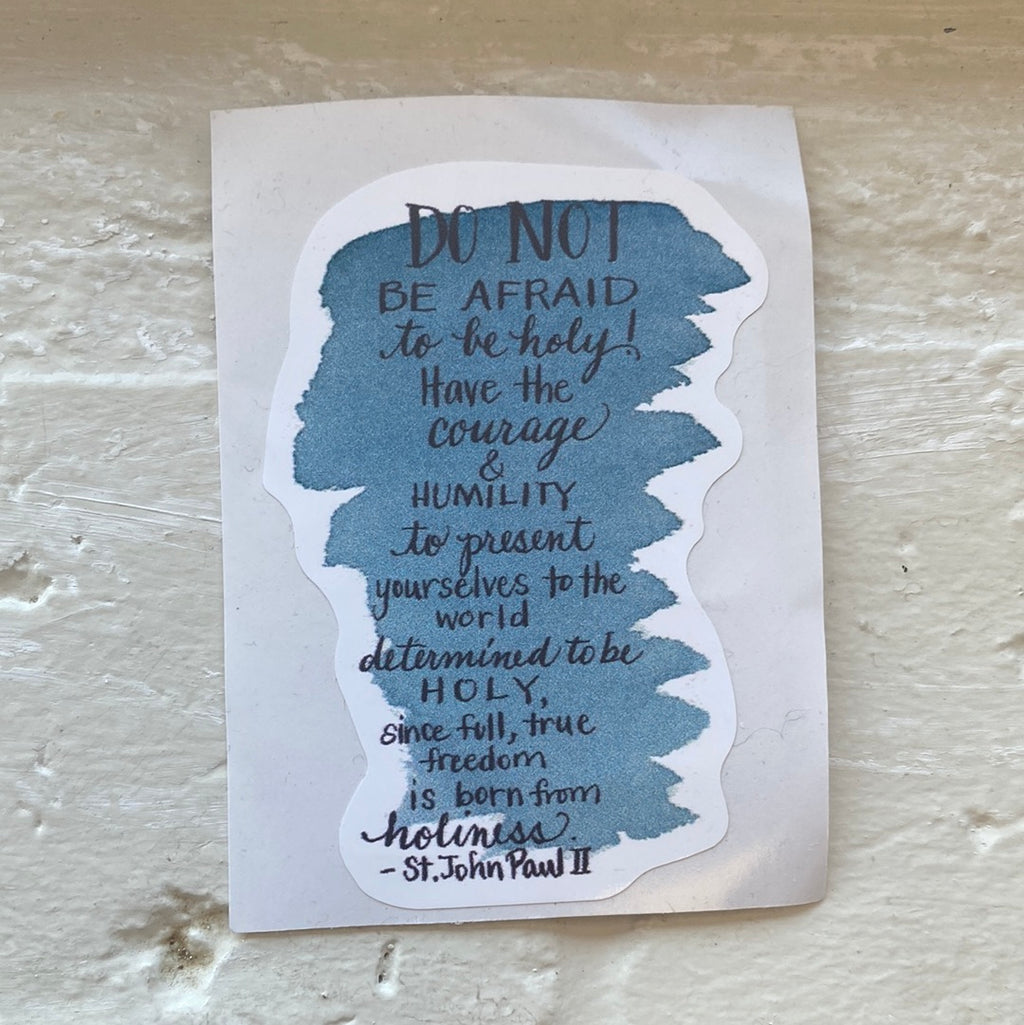 DO NOT
BE AFRAID
to be holy!
Have the
courage
&
HUMILITY
to present
yourselves to the
world
determined to be
HOLY,
since full, true
freedom
is born from
holiness.
- St. John Paul II